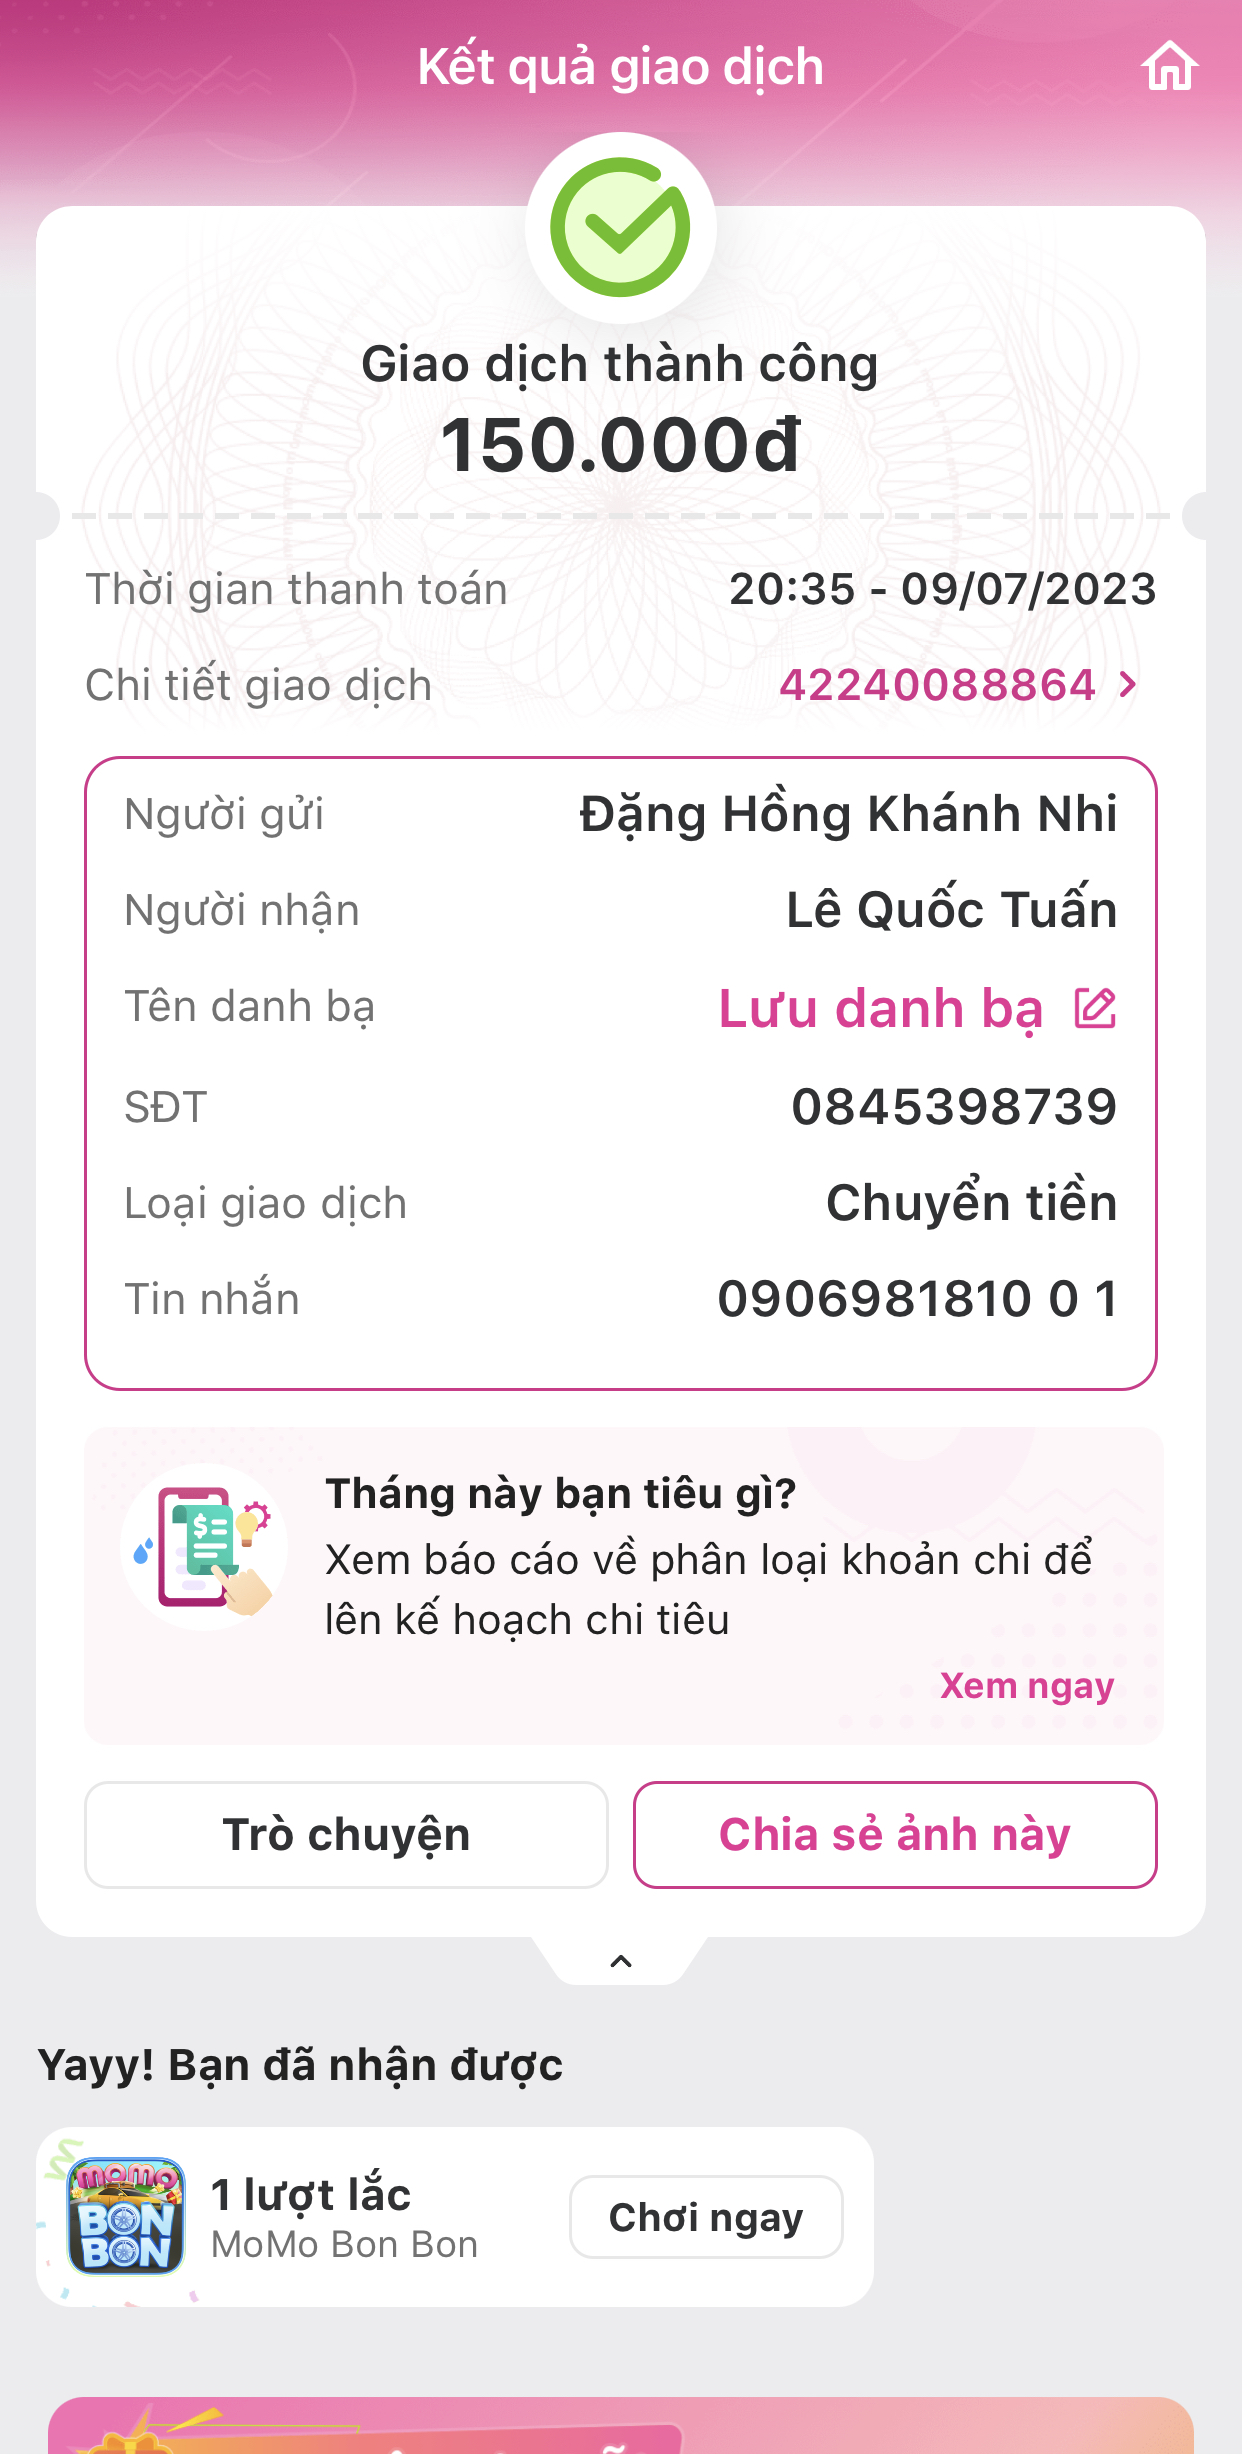 Kết quả giao dịch
Giao dịch thành công
150.000đ
Thời gian thanh toán 20:35 - 09/07/2023
Chi tiết giao dịch 42240088864
Người gửi Đặng Hồng Khánh Nhi
Người nhận Lê Quốc Tuấn
Tên danh bạ Lưu danh bạ
SĐT 0845398739
Loại giao dịch Chuyển tiền
Tin nhắn 0906981810 0 1
Tháng này bạn tiêu gì?
Xem báo cáo về phân loại khoản chi để
lên kế hoạch chi tiêu
Xem ngay
Trò chuyện Chia sẻ ảnh này
Yayy! Bạn đã nhận được
momo
BON
BON
1 lượt lắc
MoMo Bon Bon
Chơi ngay